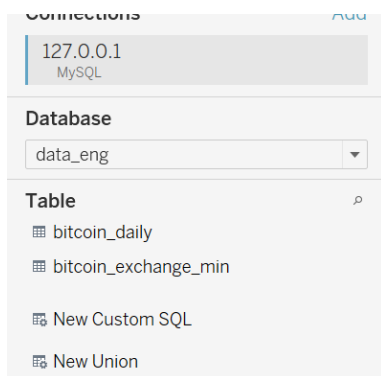 Connections Add
127.0.0.1
MySQL
Database
data_eng
Table
bitcoin_daily
bitcoin_exchange_min
New Custom SQL
New Union